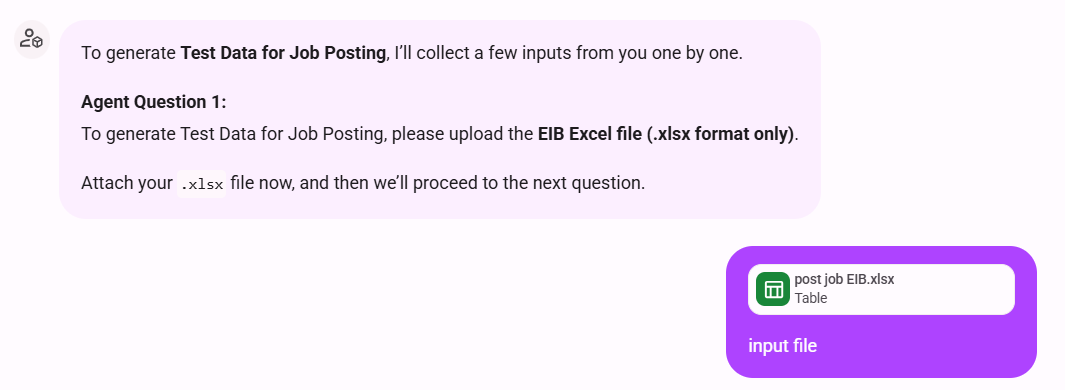 To generate Test Data for Job Posting, I’ll collect a few inputs from you one by one.
Agent Question 1:
To generate Test Data for Job Posting, please upload the EIB Excel file (.xlsx format only).
Attach your .xlsx file now, and then we’ll proceed to the next question.
post job EIB.xlsx
Table
input file